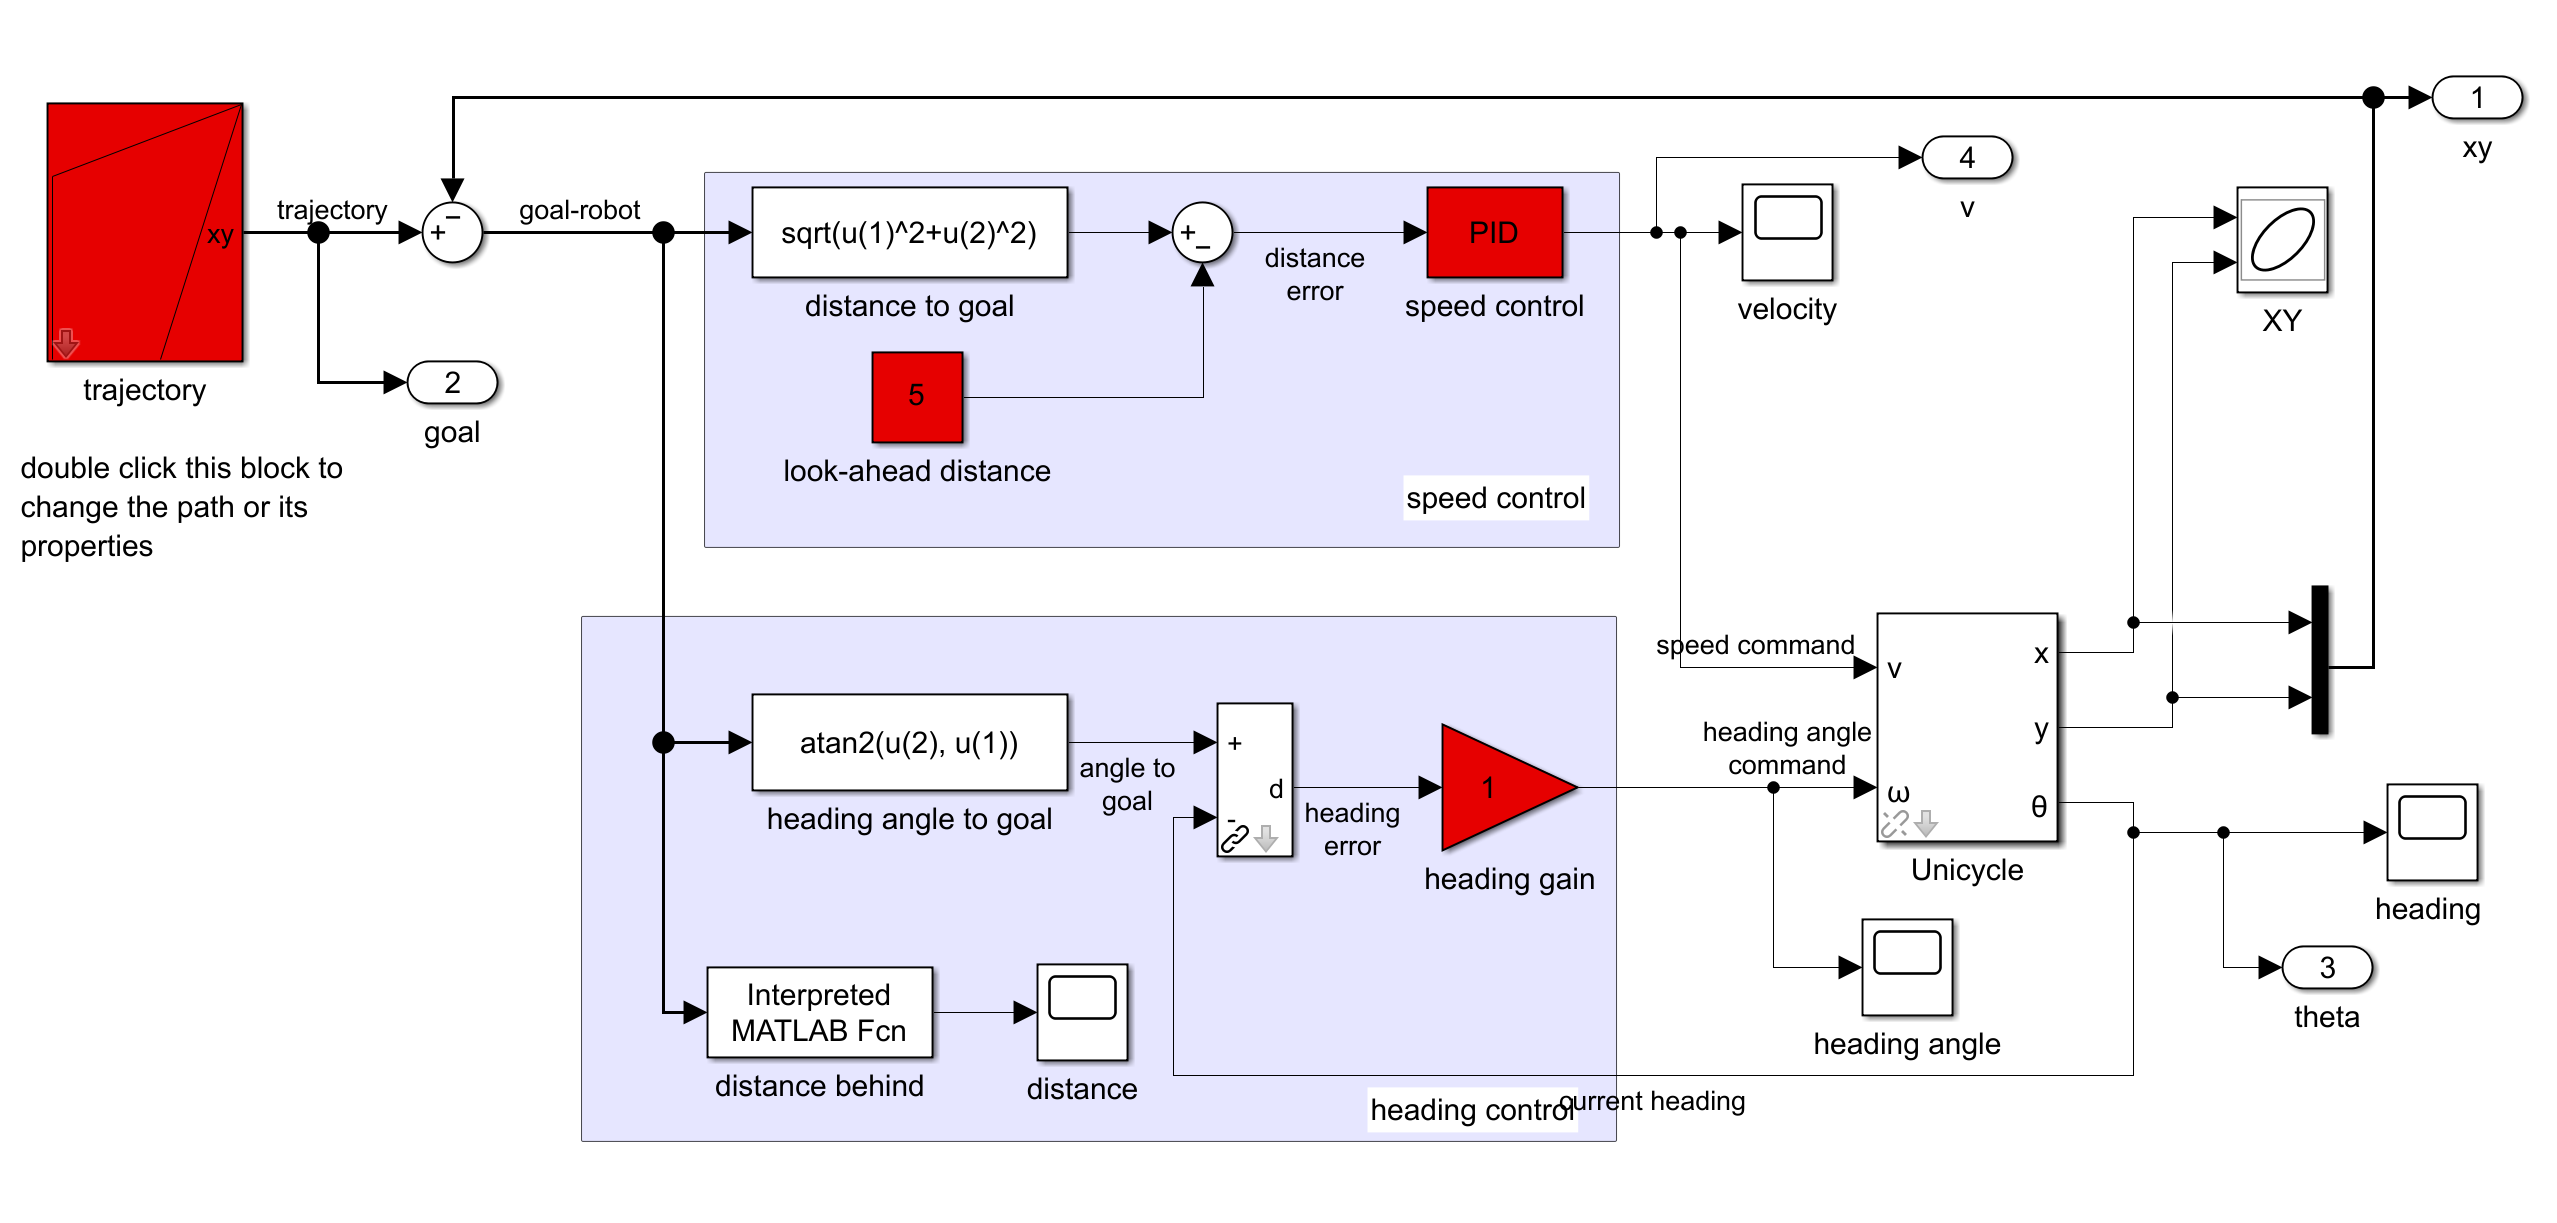 1
xy
4
v
trajectory
goal-robot
xy
−
+
sqrt(u(1)^2+u(2)^2)
distance to goal
+
−
distance
error
PID
speed control
velocity
XY
trajectory
2
goal
5
look-ahead distance
speed control
double click this block to
change the path or its
properties
speed command
v
x
y
ω
θ
Unicycle
heading angle
command
atan2(u(2), u(1))
heading angle to goal
angle to
goal
+
-
d
heading
error
1
heading gain
heading
3
theta
heading angle
Interpreted
MATLAB Fcn
distance behind
distance
heading control
current heading